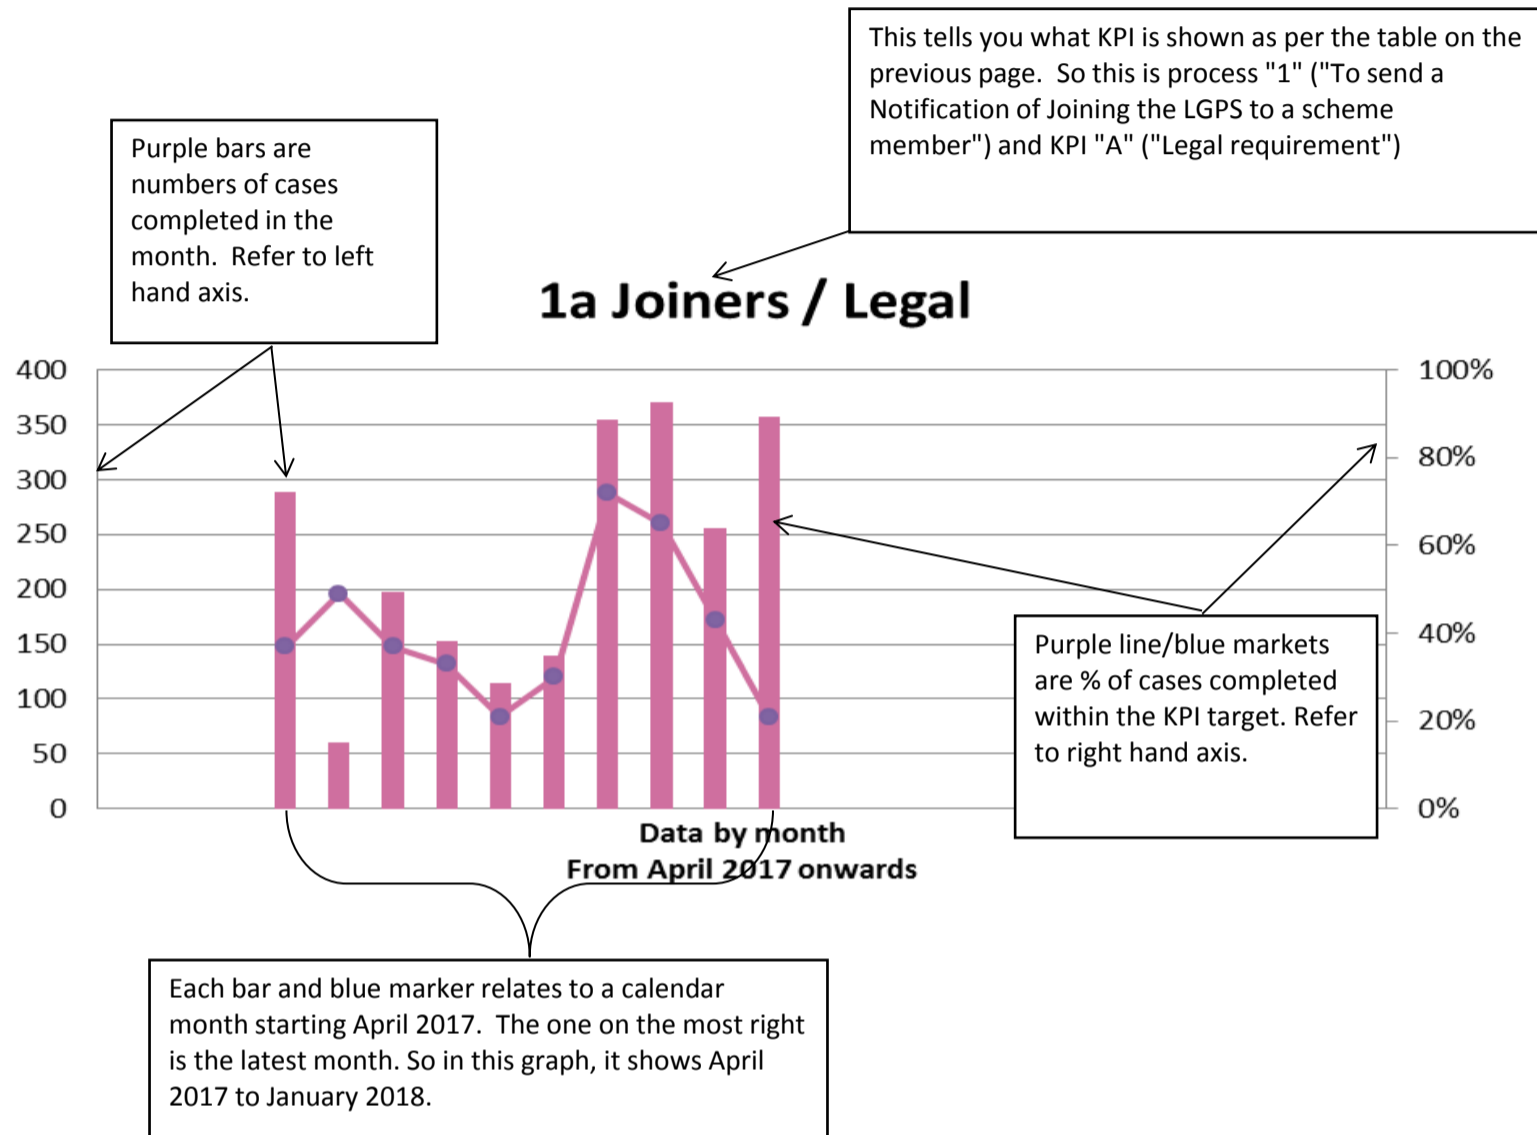 This tells you what KPI is shown as per the table on the
previous page.  So this is process "1" ("To send a
Notification of Joining the LGPS to a scheme
member") and KPI "A" ("Legal requirement")
Purple bars are
numbers of cases
completed in the
month.  Refer to left
hand axis.
1a Joiners / Legal
400
350
300
250
200
150
100
50
0
100%
80%
60%
40%
20%
0%
Purple line/blue markets
are % of cases completed
within the KPI target. Refer
to right hand axis.
Data by month
From April 2017 onwards
Each bar and blue marker relates to a calendar
month starting April 2017.  The one on the most right
is the latest month. So in this graph, it shows April
2017 to January 2018.